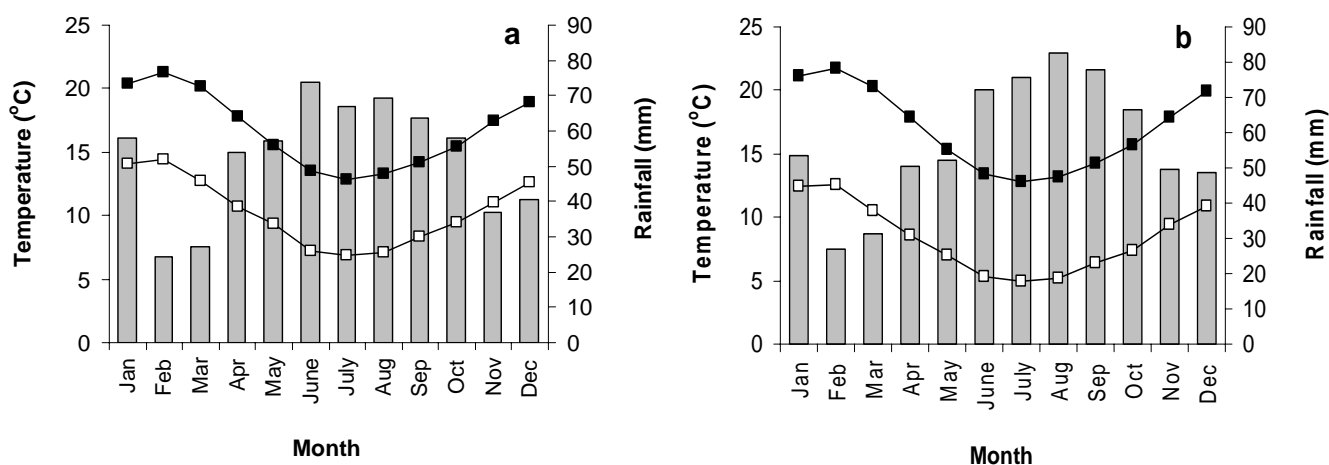 a
Temperature (°C)
25
20
15
10
5
0
90
80
70
60
50
40
30
20
10
0
Rainfall (mm)
Jan
Feb
Mar
Apr
May
June
July
Aug
Sep
Oct
Nov
Dec
Month
b
Temperature (°C)
25
20
15
10
5
0
90
80
70
60
50
40
30
20
10
0
Rainfall (mm)
Jan
Feb
Mar
Apr
May
June
July
Aug
Sep
Oct
Nov
Dec
Month